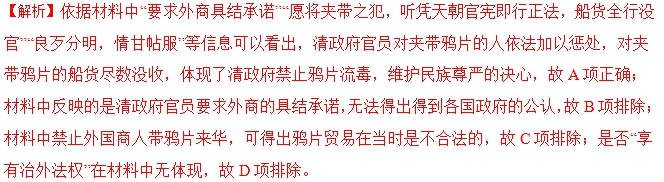 【解析】依据材料中“要求外商具结承诺”“愿将夹带之犯，听凭天朝官宪即行正法，船货全行没
官”“良歹分明，情甘帖服”等信息可以看出，清政府官员对夹带鸦片的人依法加以惩处，对夹
带鸦片的船货尽数没收，体现了清政府禁止鸦片流毒，维护民族尊严的决心，故 A 项正确；
材料中反映的是清政府官员要求外商的具结承诺，无法得出得到各国政府的公认，故 B 项排除；
材料中禁止外国商人带鸦片来华，可得出鸦片贸易在当时是不合法的，故 C 项排除；是否“享
有治外法权”在材料中无体现，故 D 项排除。